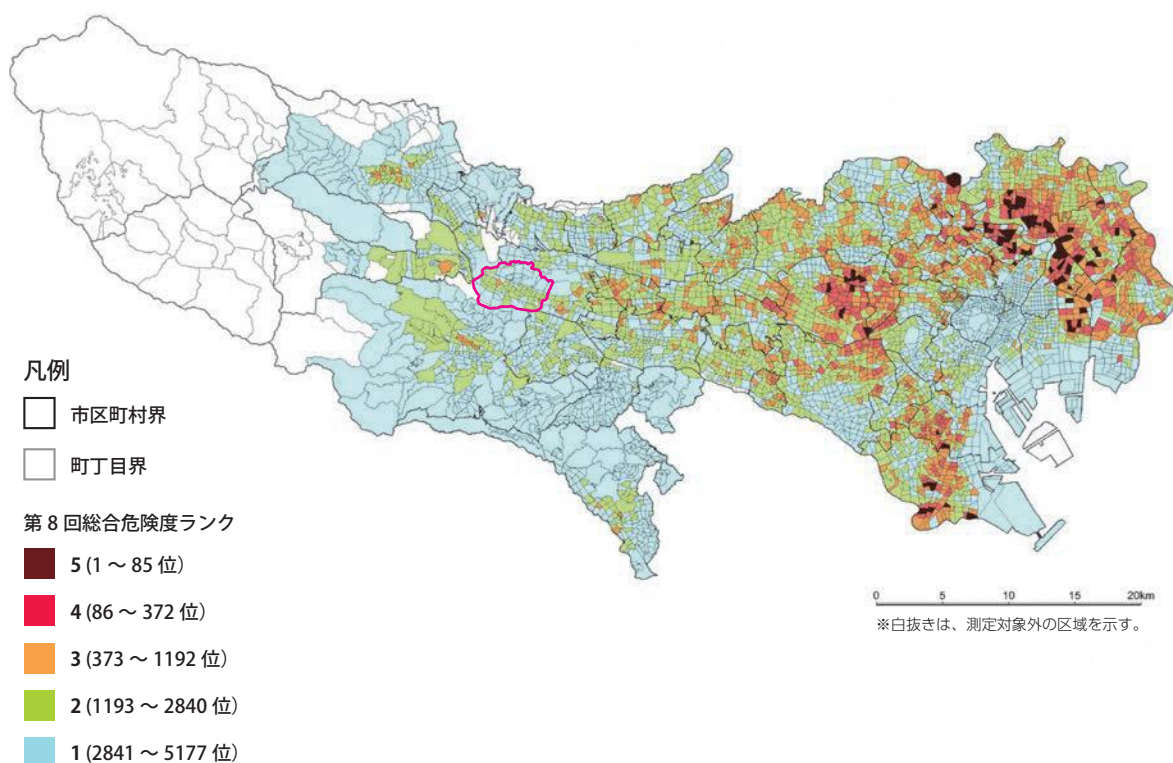 凡例
市区町村界
町丁目界
第 8 回総合危険度ランク
5 (1 ～ 85 位)
4 (86 ～ 372 位)
3 (373 ～ 1192 位)
2 (1193 ～ 2840 位)
1 (2841 ～ 5177 位)
0 5 10 15 20km
※白抜きは、測定対象外の区域を示す。